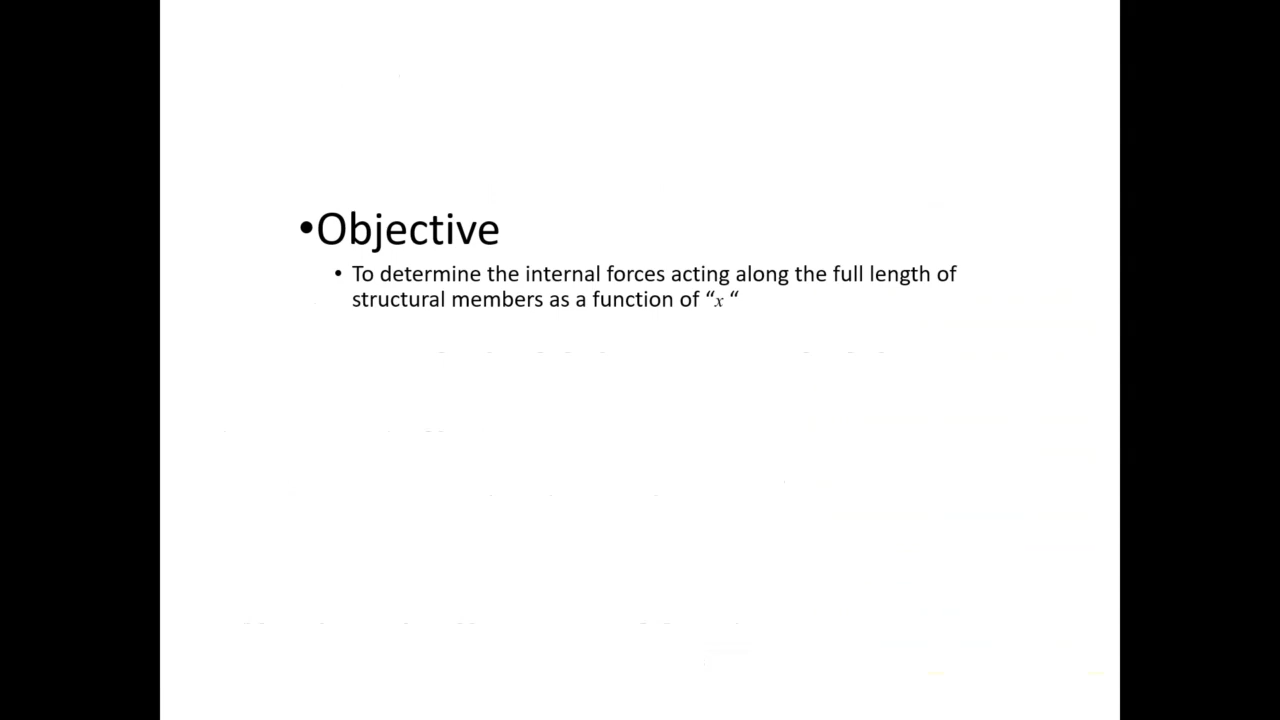 •Objective
• To determine the internal forces acting along the full length of
structural members as a function of “x “